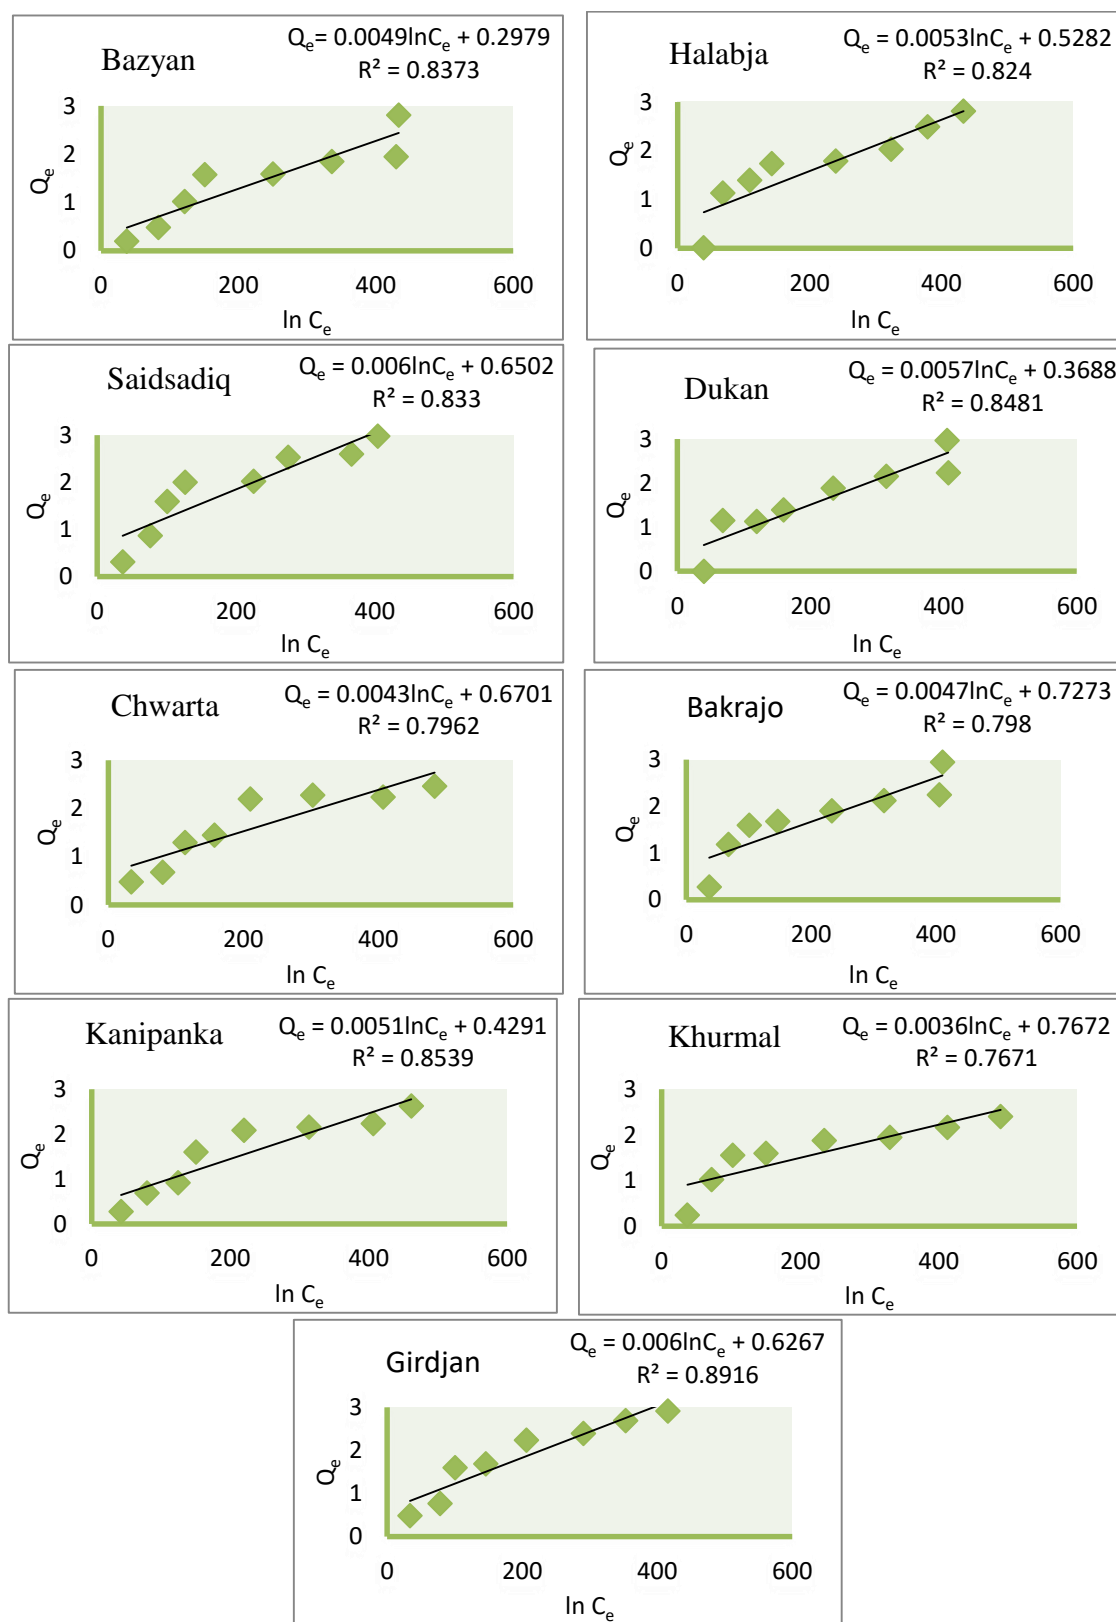 Bazyan
Qₑ= 0.0049lnCₑ + 0.2979
R² = 0.8373
3
2
1
0
Qₑ
0 200 400 600
ln Cₑ
Halabja
Qₑ = 0.0053lnCₑ + 0.5282
R² = 0.824
3
2
1
0
Qₑ
0 200 400 600
ln Cₑ
Saidsadiq
Qₑ = 0.006lnCₑ + 0.6502
R² = 0.833
3
2
1
0
Qₑ
0 200 400 600
ln Cₑ
Dukan
Qₑ = 0.0057lnCₑ + 0.3688
R² = 0.8481
3
2
1
0
Qₑ
0 200 400 600
ln Cₑ
Chwarta
Qₑ = 0.0043lnCₑ + 0.6701
R² = 0.7962
3
2
1
0
Qₑ
0 200 400 600
ln Cₑ
Bakrajo
Qₑ = 0.0047lnCₑ + 0.7273
R² = 0.798
3
2
1
0
Qₑ
0 200 400 600
ln Cₑ
Kanipanka
Qₑ = 0.0051lnCₑ + 0.4291
R² = 0.8539
3
2
1
0
Qₑ
0 200 400 600
ln Cₑ
Khurmal
Qₑ = 0.0036lnCₑ + 0.7672
R² = 0.7671
3
2
1
0
Qₑ
0 200 400 600
ln Cₑ
Girdjan
Qₑ = 0.006lnCₑ + 0.6267
R² = 0.8916
3
2
1
0
Qₑ
0 200 400 600
ln Cₑ